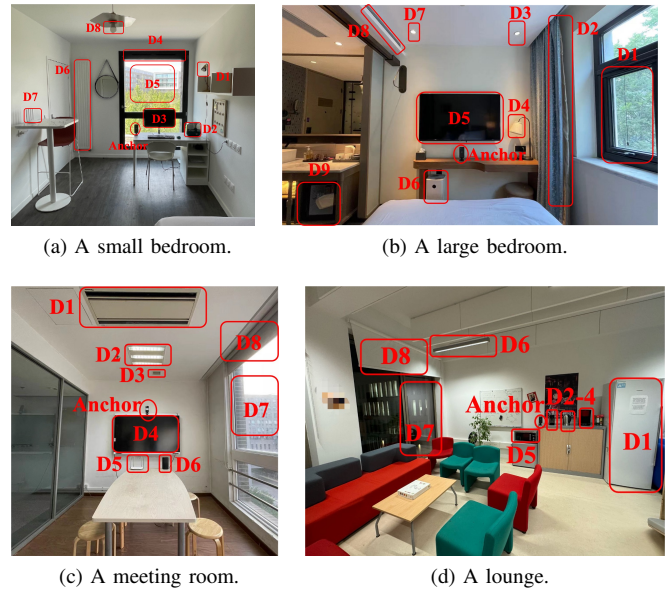 D8
D4
D6
D1
D5
D7
D3
D2
Anchor
(a) A small bedroom.
D7
D3
D2
D8
D1
D5
D4
Anchor
D6
D9
(b) A large bedroom.
D1
D8
D2
D3
Anchor
D7
D4
D5
D6
(c) A meeting room.
D8
D6
Anchor
D2-4
D7
D5
D1
(d) A lounge.